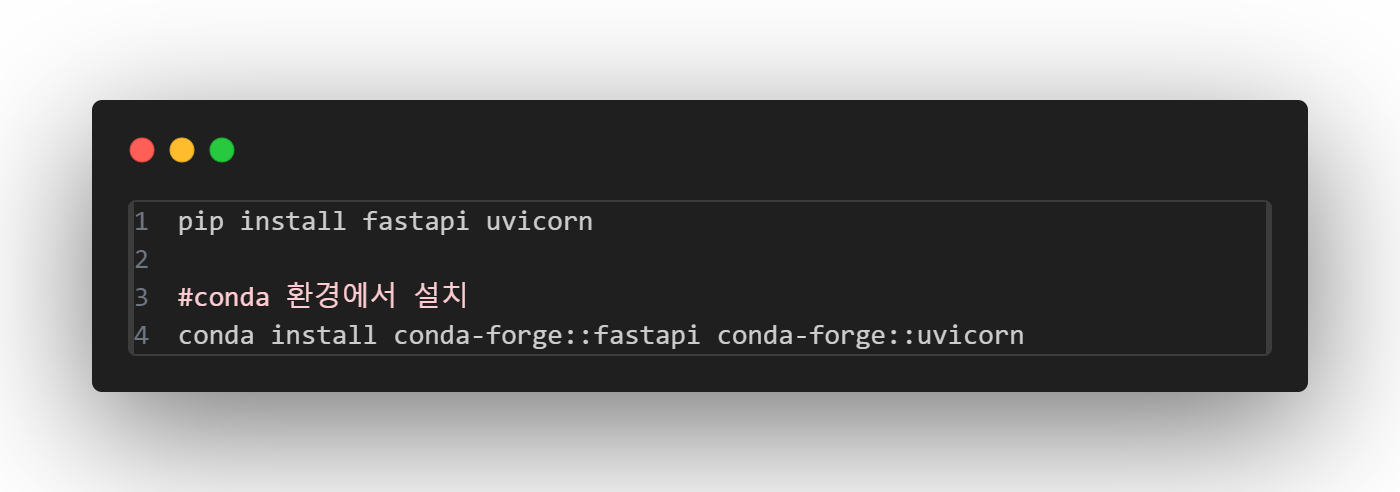 1 pip install fastapi uvicorn
2
3 #conda 환경에서 설치
4 conda install conda-forge::fastapi conda-forge::uvicorn